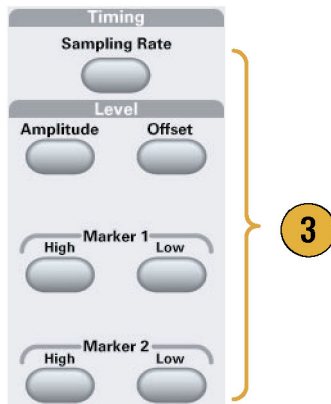 Timing
Sampling Rate
Level
Amplitude Offset
Marker 1
High Low
Marker 2
High Low
3